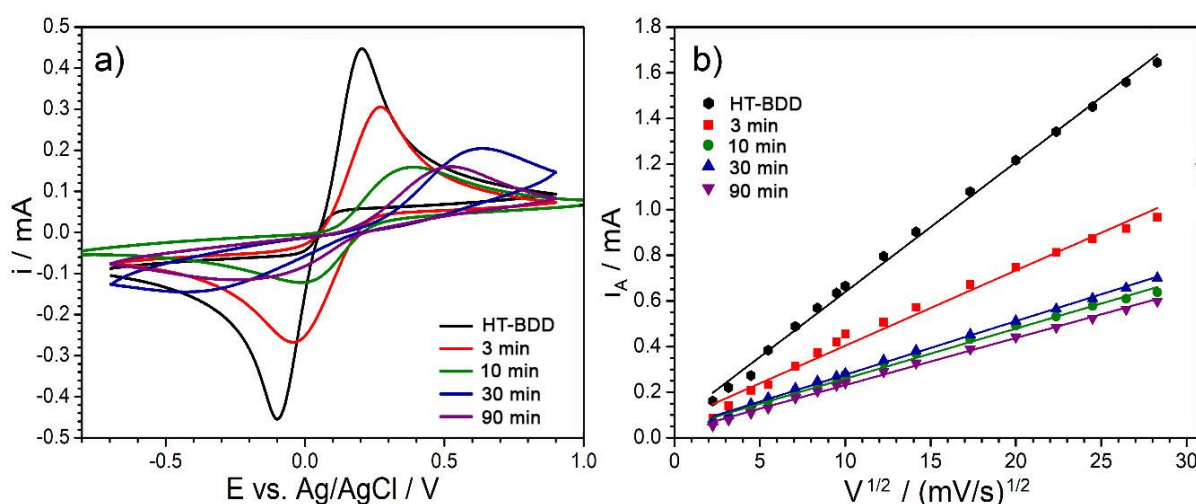 a)
0.5
0.4
0.3
0.2
0.1
0.0
-0.1
-0.2
-0.3
-0.4
-0.5
i / mA
-0.5
0.0
0.5
1.0
E vs. Ag/AgCl / V
HT-BDD
3 min
10 min
30 min
90 min
b)
1.8
1.6
1.4
1.2
1.0
0.8
0.6
0.4
0.2
0.0
I_A / mA
0
5
10
15
20
25
30
V^1/2 / (mV/s)^1/2
HT-BDD
3 min
10 min
30 min
90 min